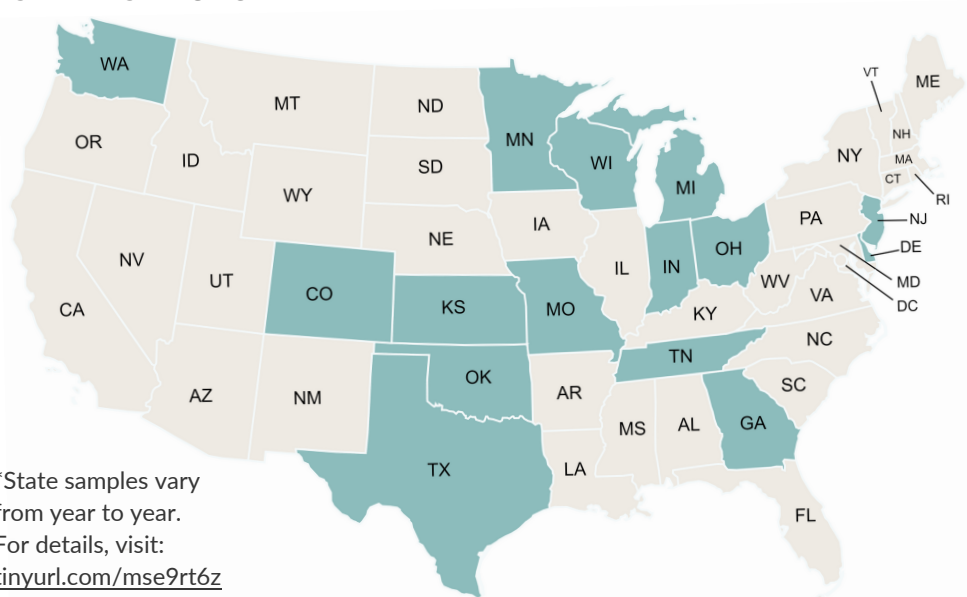 WA
MT
ND
MN
VT
ME
OR
ID
SD
WI
MI
NY
NH
MA
CT
RI
WY
IA
PA
NJ
NE
OH
DE
NV
UT
CO
IL
IN
WV
MD
VA
DC
CA
KS
MO
KY
NC
AZ
NM
OK
AR
TN
SC
MS
AL
GA
TX
LA
FL
*State samples vary
from year to year.
For details, visit:
tinyurl.com/mse9rt6z